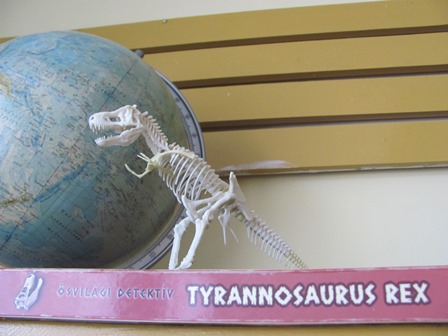 ŐSVILÁGI DETEKTÍV TYRANNOSAURUS REX